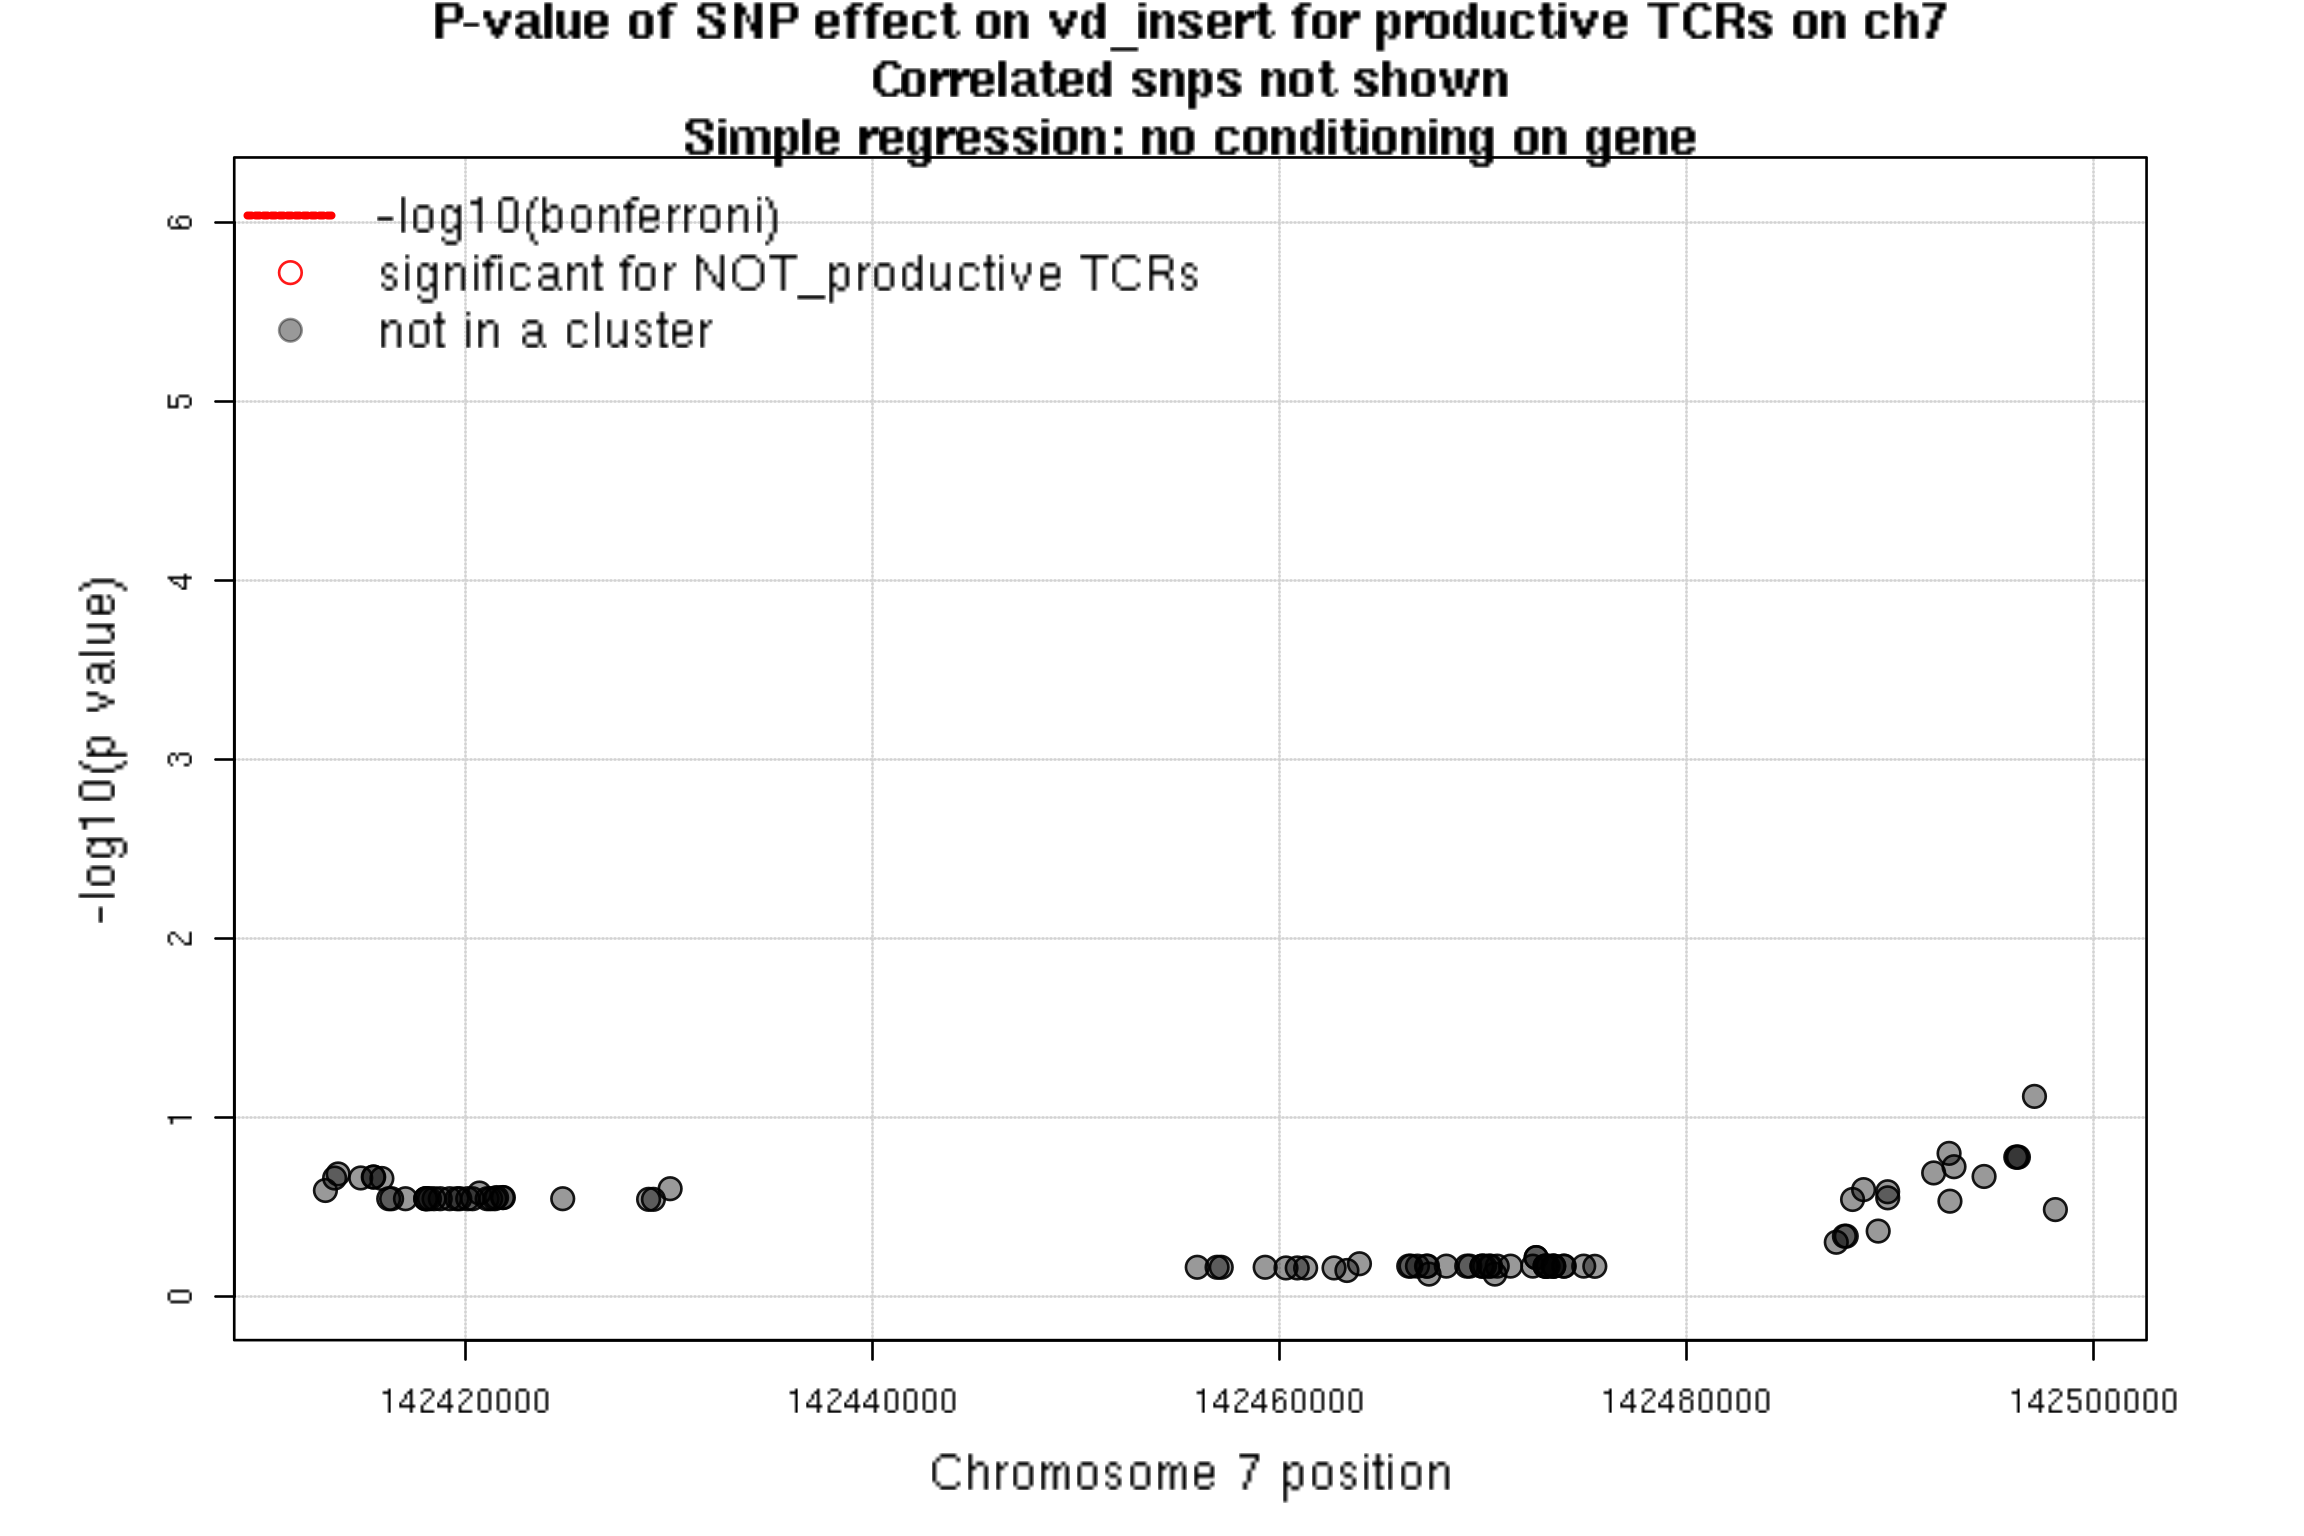 P-value of SNP effect on vd_insert for productive TCRs on ch7
Correlated snps not shown
Simple regression: no conditioning on gene
-log10(bonferroni)
significant for NOT_productive TCRs
not in a cluster
6
5
4
3
2
1
0
-log10(p value)
142420000 142440000 142460000 142480000 142500000
Chromosome 7 position